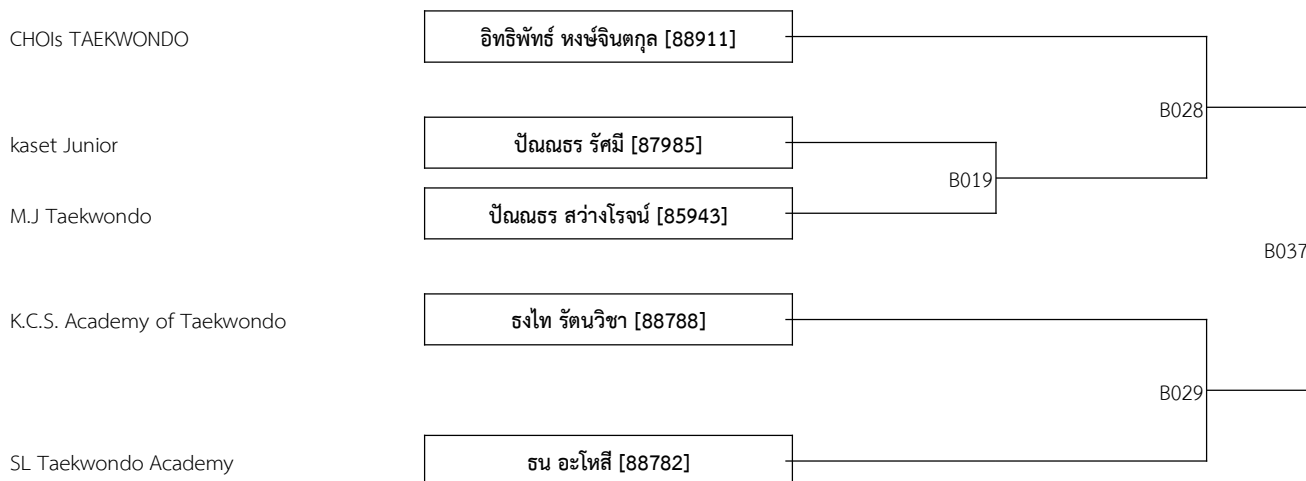 CHOIs TAEKWONDO
อิทธิพัทธ์ หงษ์จินตกุล [88911]
B028
kaset Junior
ปัณณธร รัศมี [87985]
B019
M.J Taekwondo
ปัณณธร สว่างโรจน์ [85943]
B037
K.C.S. Academy of Taekwondo
ธงไท รัตนวิชา [88788]
B029
SL Taekwondo Academy
ธน อะโหสี [88782]